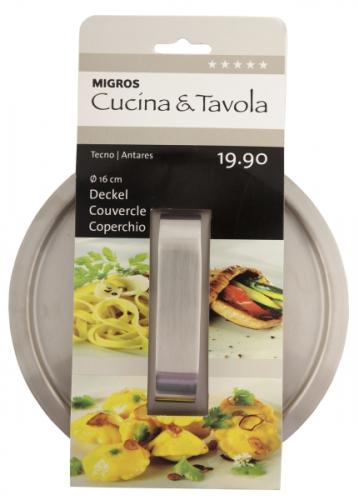 MIGROS
Cucina & Tavola
Tecno | Antares
19.90
Ø 16 cm
Deckel
Couvercle
Coperchio